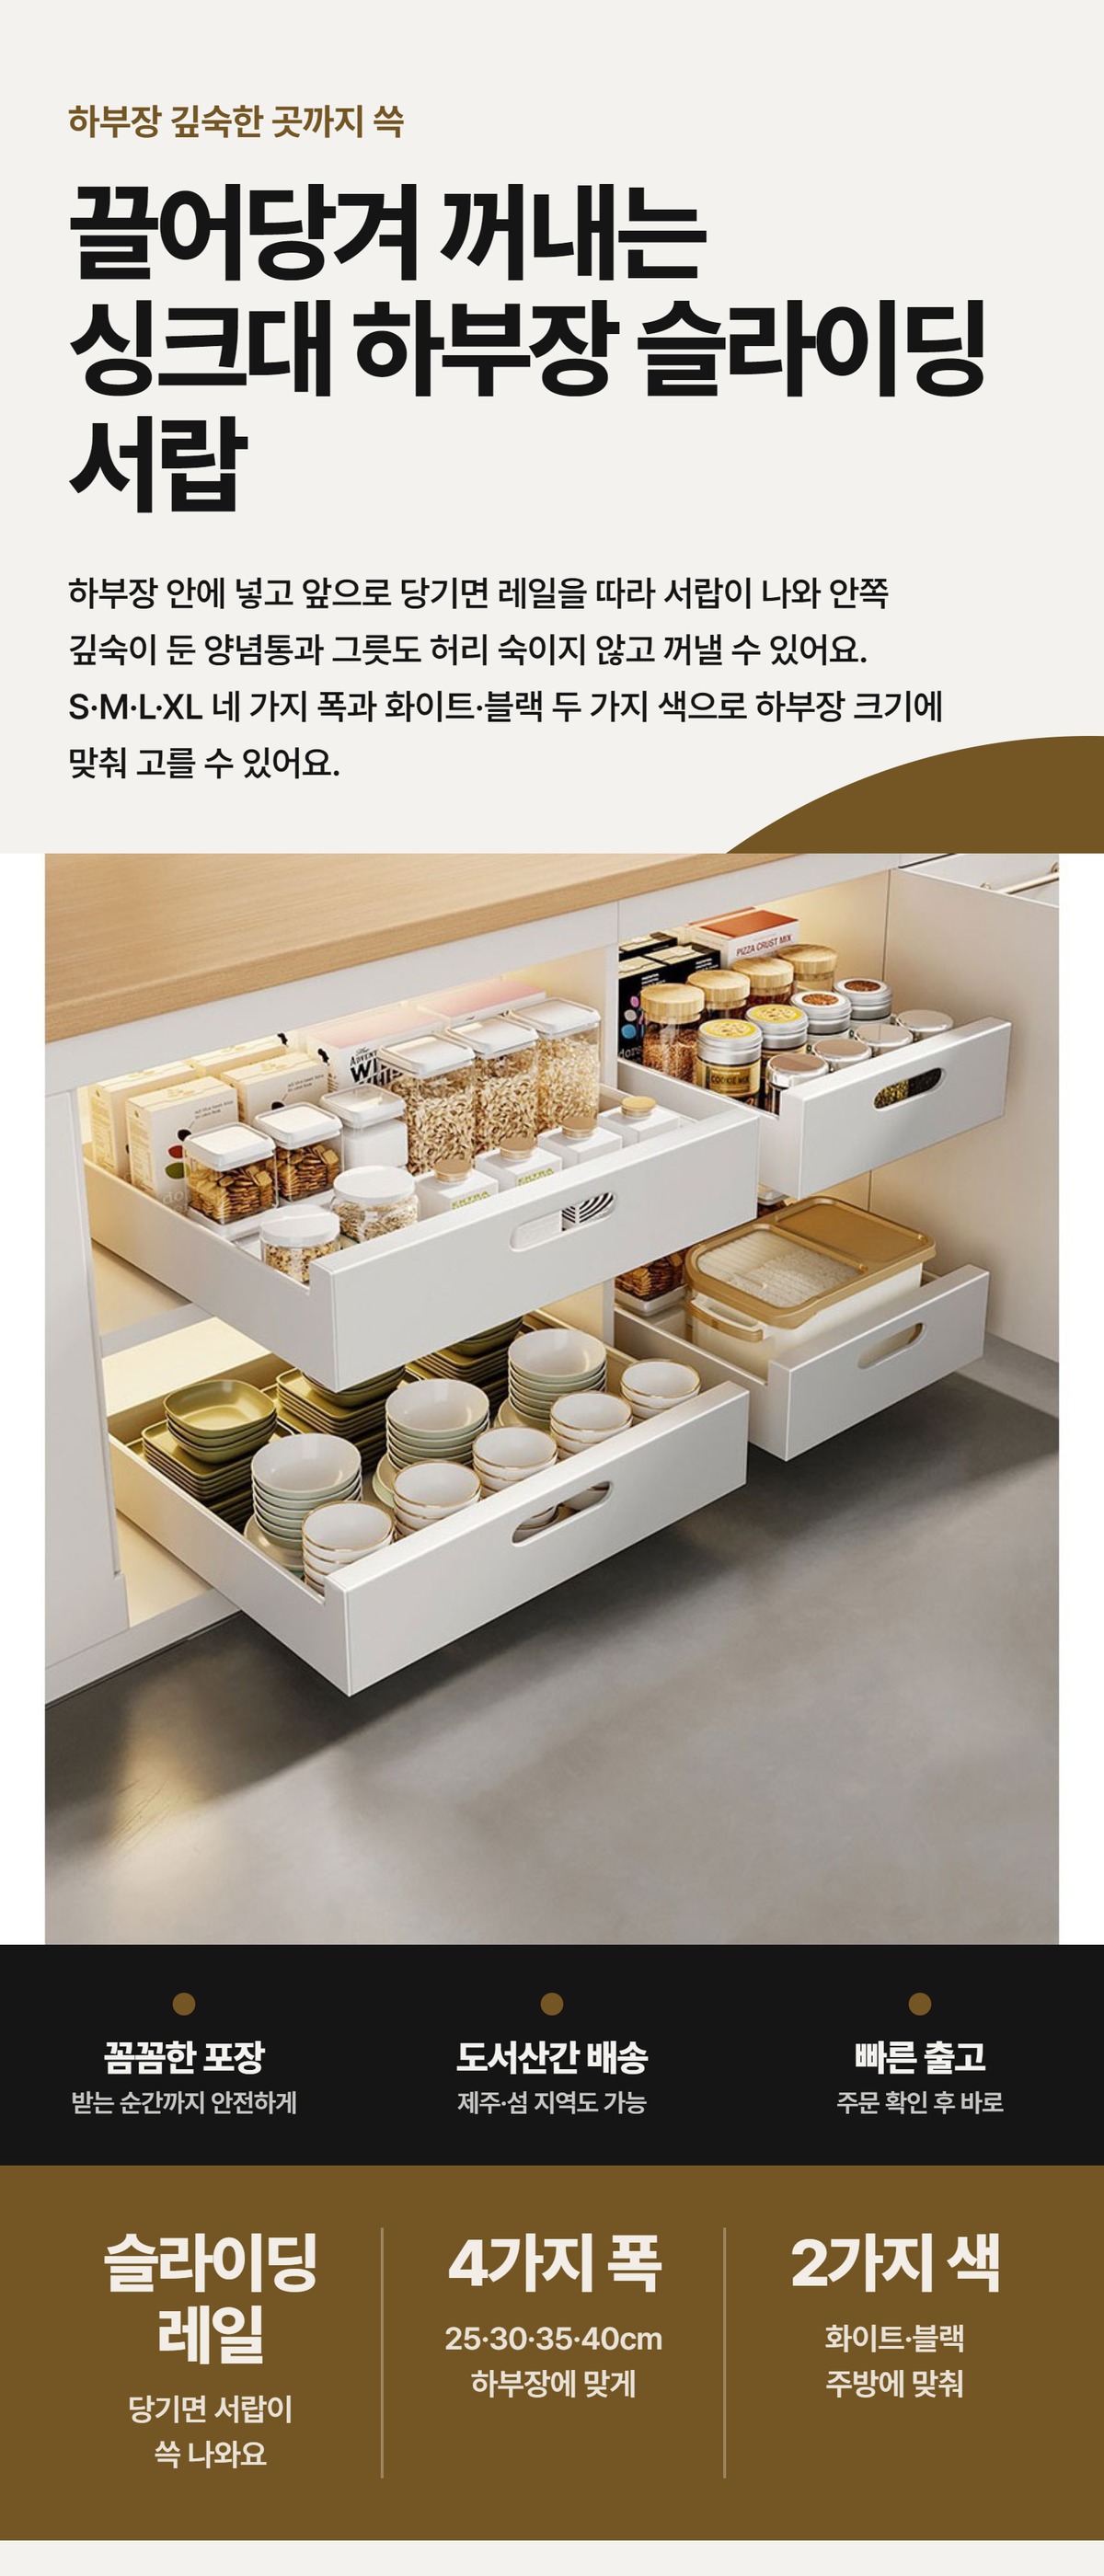 하부장 깊숙한 곳까지 쓱
끌어당겨 꺼내는
싱크대 하부장 슬라이딩
서랍
하부장 안에 넣고 앞으로 당기면 레일을 따라 서랍이 나와 안쪽
깊숙이 둔 양념통과 그릇도 허리 숙이지 않고 꺼낼 수 있어요.
S·M·L·XL 네 가지 폭과 화이트·블랙 두 가지 색으로 하부장 크기에
맞춰 고를 수 있어요.
PIZZA CRUST MIX
The
ADVENT
COOKIE MIX
EXTRA
EXTRA
꼼꼼한 포장
받는 순간까지 안전하게
도서산간 배송
제주·섬 지역도 가능
빠른 출고
주문 확인 후 바로
슬라이딩
레일
당기면 서랍이
쓱 나와요
4가지 폭
25·30·35·40cm
하부장에 맞게
2가지 색
화이트·블랙
주방에 맞춰